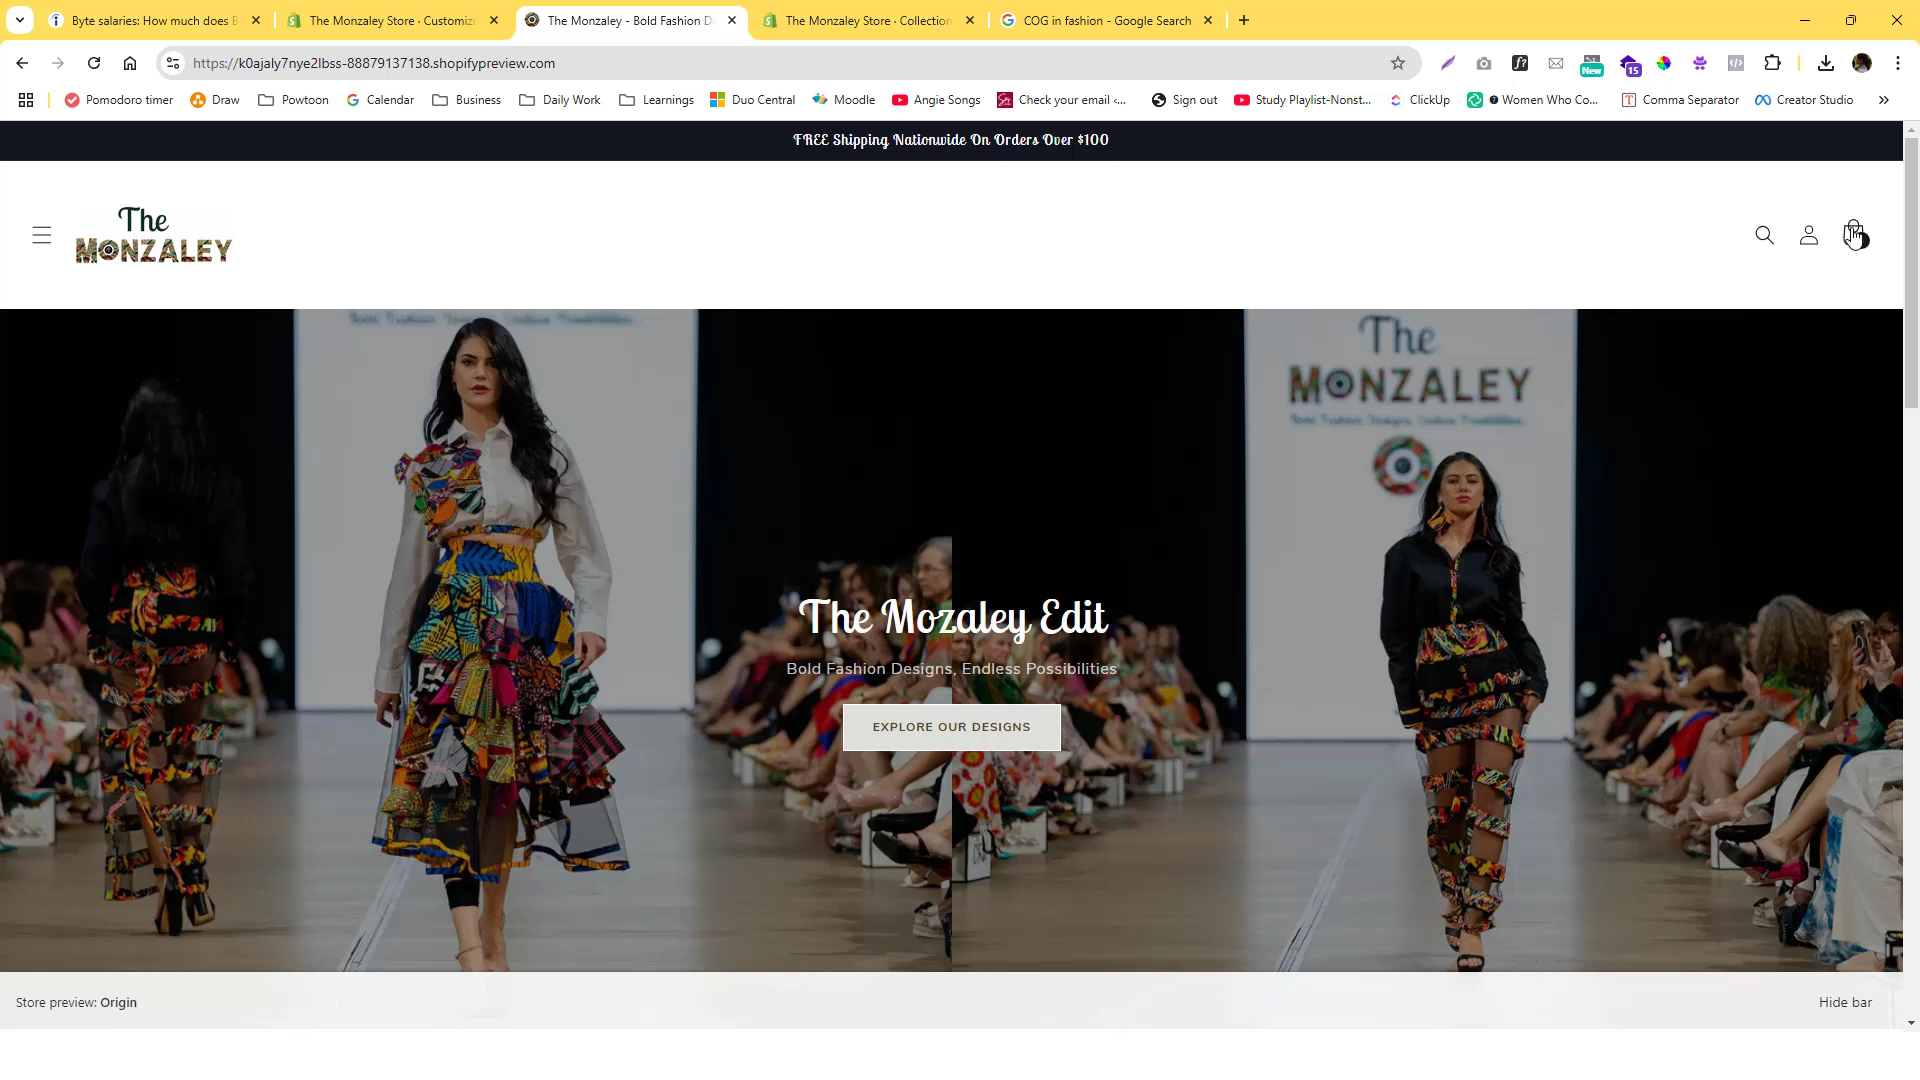 Byte salaries: How much does B
The Monzaley Store · Customize
The Monzaley - Bold Fashion D
The Monzaley Store · Collection
COG in fashion - Google Search
https://k0ajaly7nye2lbss-88879137138.shopifypreview.com
New
15
Pomodoro timer
Draw
Powtoon
Calendar
Business
Daily Work
Learnings
Duo Central
Moodle
Angie Songs
Check your email ‹...
Sign out
Study Playlist-Nonst...
ClickUp
Women Who Co...
Comma Separator
Creator Studio
FREE Shipping Nationwide On Orders Over $100
The
MONZALEY
The
MONZALEY
The Mozaley Edit
Bold Fashion Designs, Endless Possibilities
EXPLORE OUR DESIGNS
Store preview: Origin
Hide bar